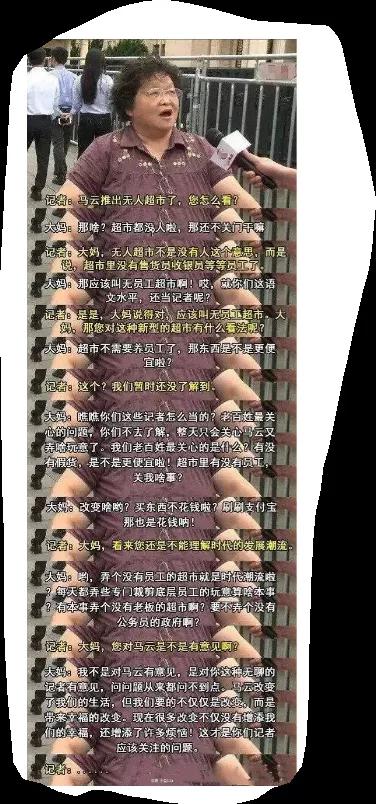 记者：马云推出无人超市了，您怎么看？
大妈：那啥？超市都没人啦，那还不关门干嘛
记者：大妈，无人超市不是没有人这个意思，而是
说，超市里没有售货员收银员等等员工了。
大妈：那应该叫无员工超市啊！哎，就你们这语
文水平，还当记者呢？
记者：是是，大妈说得对，应该叫无员工超市。大
妈，那您对这种新型的超市有什么看法呢？
大妈：超市不需要养员工了，那东西是不是更便
宜啦？
记者：这个？我们暂时还没了解到。
大妈：瞧瞧你们这些记者怎么当的？老百姓最关
心的问题，你们不去了解，整天只会关心马云又
弄啥玩意了。我们老百姓最关心的是什么？有没
有假货，是不是更便宜啦！超市里有没有员工，
关我啥事？
大妈：改变啥哟？买东西不花钱啦？刷刷支付宝
那也是花钱呐！
记者：大妈，看来您还是不能理解时代的发展潮流。
大妈：哟，弄个没有员工的超市就是时代潮流啦
？每天都弄些专门裁剪底层员工的玩意算啥本事
？有本事弄个没有老板的超市啊？要不弄个没有
公务员的政府啊？
记者：大妈，您对马云是不是有意见啊？
大妈：我不是对马云有意见，是对你这种无聊的
记者有意见，问问题从来都问不到点。马云改变
了我们的生活，但我们要的不仅仅是改变，而是
带来幸福的改变。现在很多改变不仅没有增添我
们的幸福，还增添了许多烦恼！这才是你们记者
应该关注的问题。
记者：......